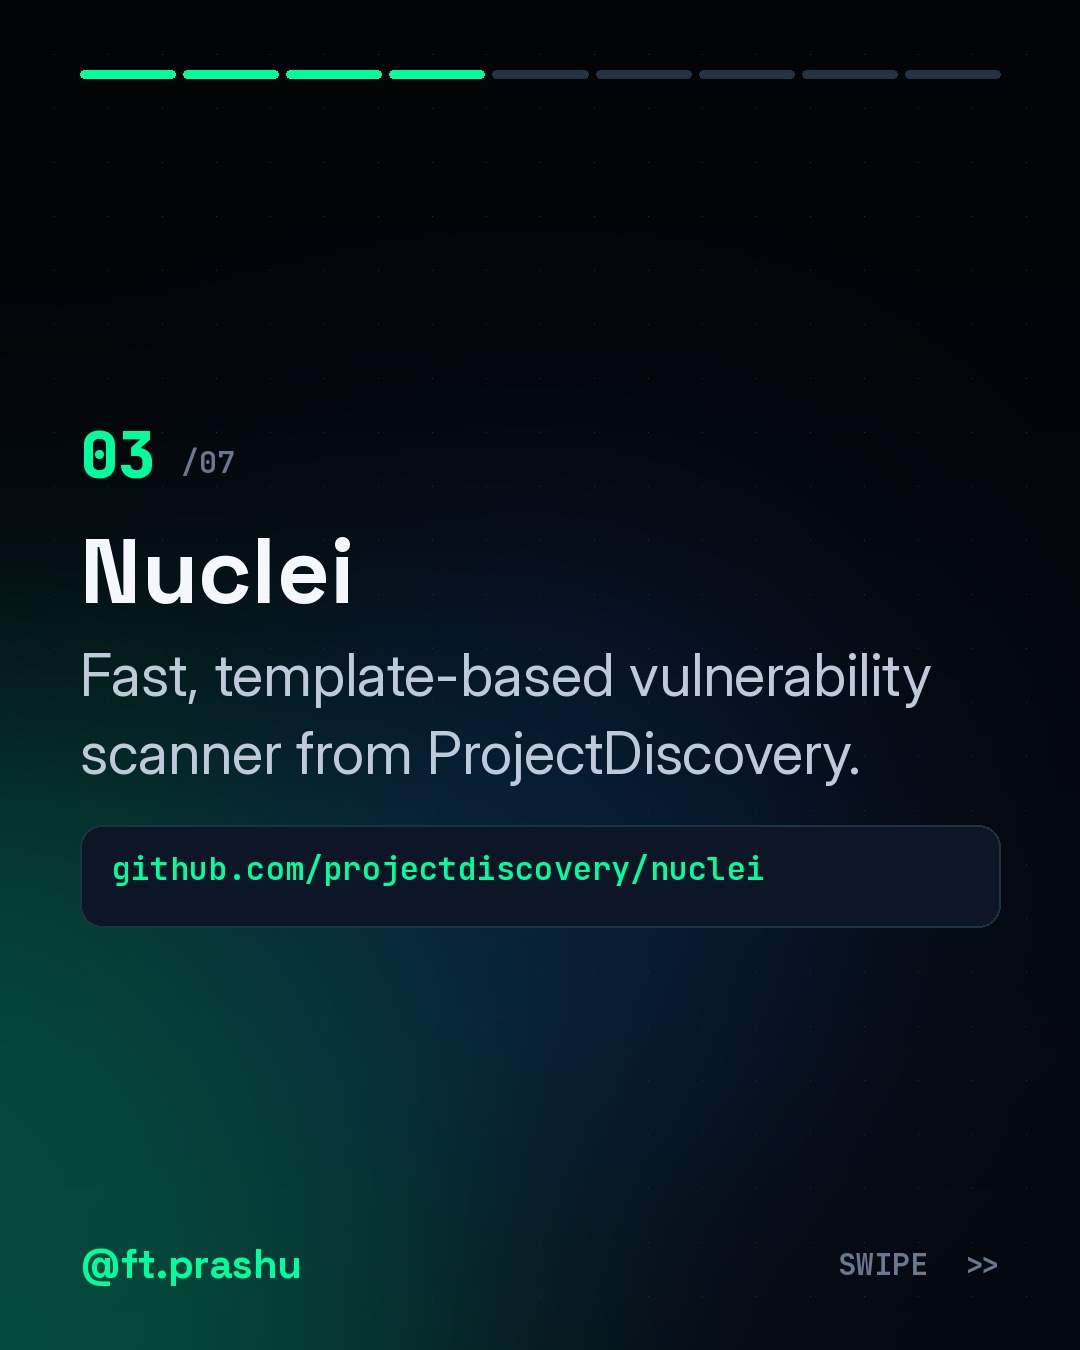 03 /07
Nuclei
Fast, template-based vulnerability
scanner from ProjectDiscovery.
github.com/projectdiscovery/nuclei
@ft.prashu
SWIPE >>